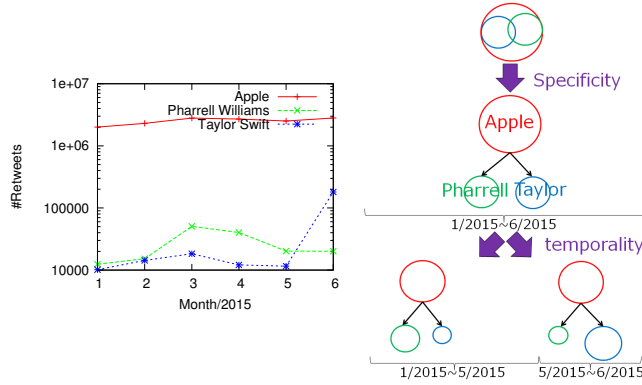 1e+07
1e+06
100000
10000
#Retweets
Apple
Pharrell Williams
Taylor Swift
1 2 3 4 5 6
Month/2015
Specificity
Apple
Pharrell Taylor
1/2015~6/2015
temporality
1/2015~5/2015 5/2015~6/2015